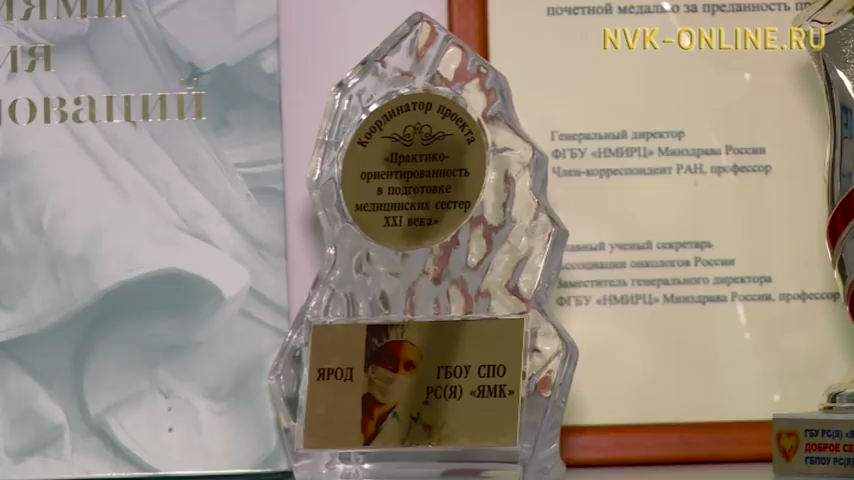 иями
ия
новаций
Координатор проекта
«Практико-
ориентированность
в подготовке
медицинских сестер
XXI века»
ЯРОД
ГБОУ СПО
РС(Я) «ЯМК»
почетной медалью за преданность
NVK-ONLINE.RU
Генеральный директор
ФГБУ «НМИРЦ» Минздрава России
Член-корреспондент РАН, профессор
ученый секретарь
Ассоциации онкологов России
Заместитель генерального директора
ФГБУ «НМИРЦ» Минздрава России, профессор
ГБУ РС(Я)
ДОБРОЕ СЕ
ГБПОУ РС(Я)